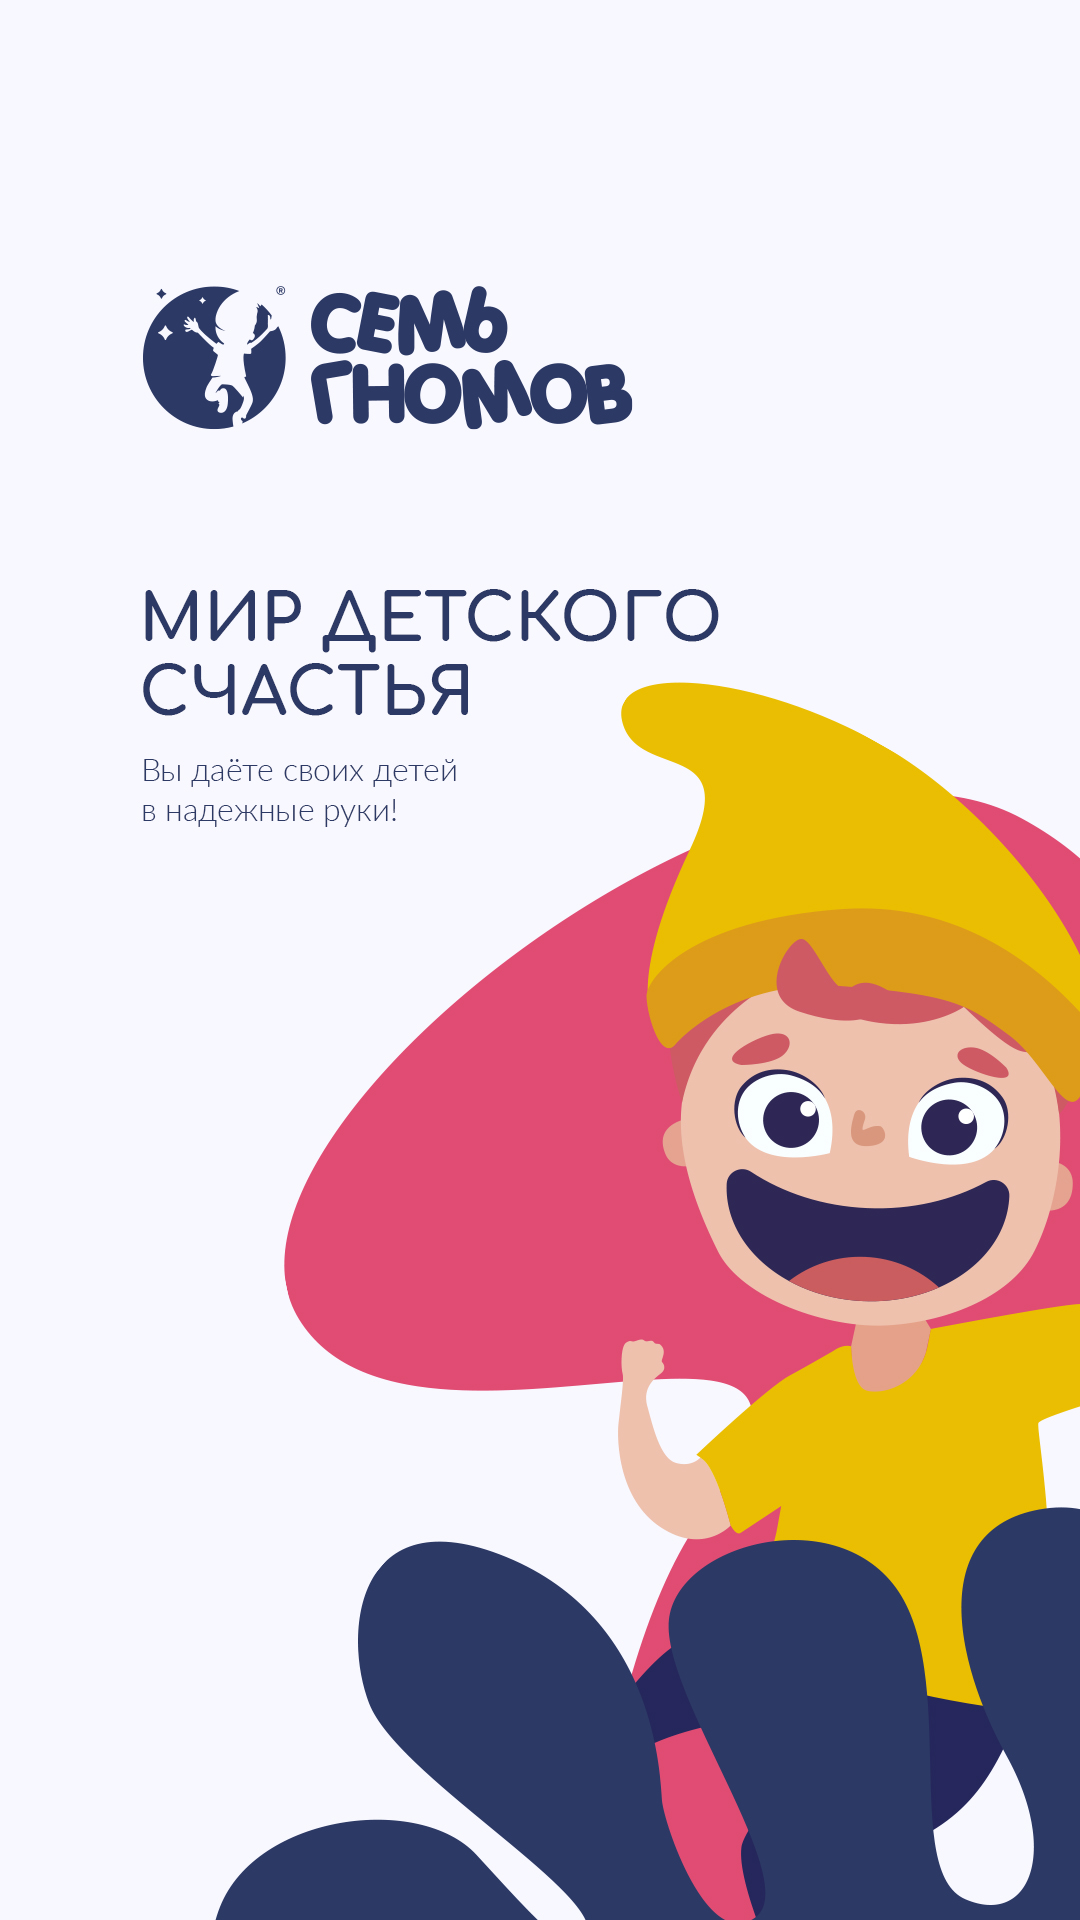 СЕМЬ
ГНОМОВ
®
МИР ДЕТСКОГО
СЧАСТЬЯ
Вы даёте своих детей
в надежные руки!